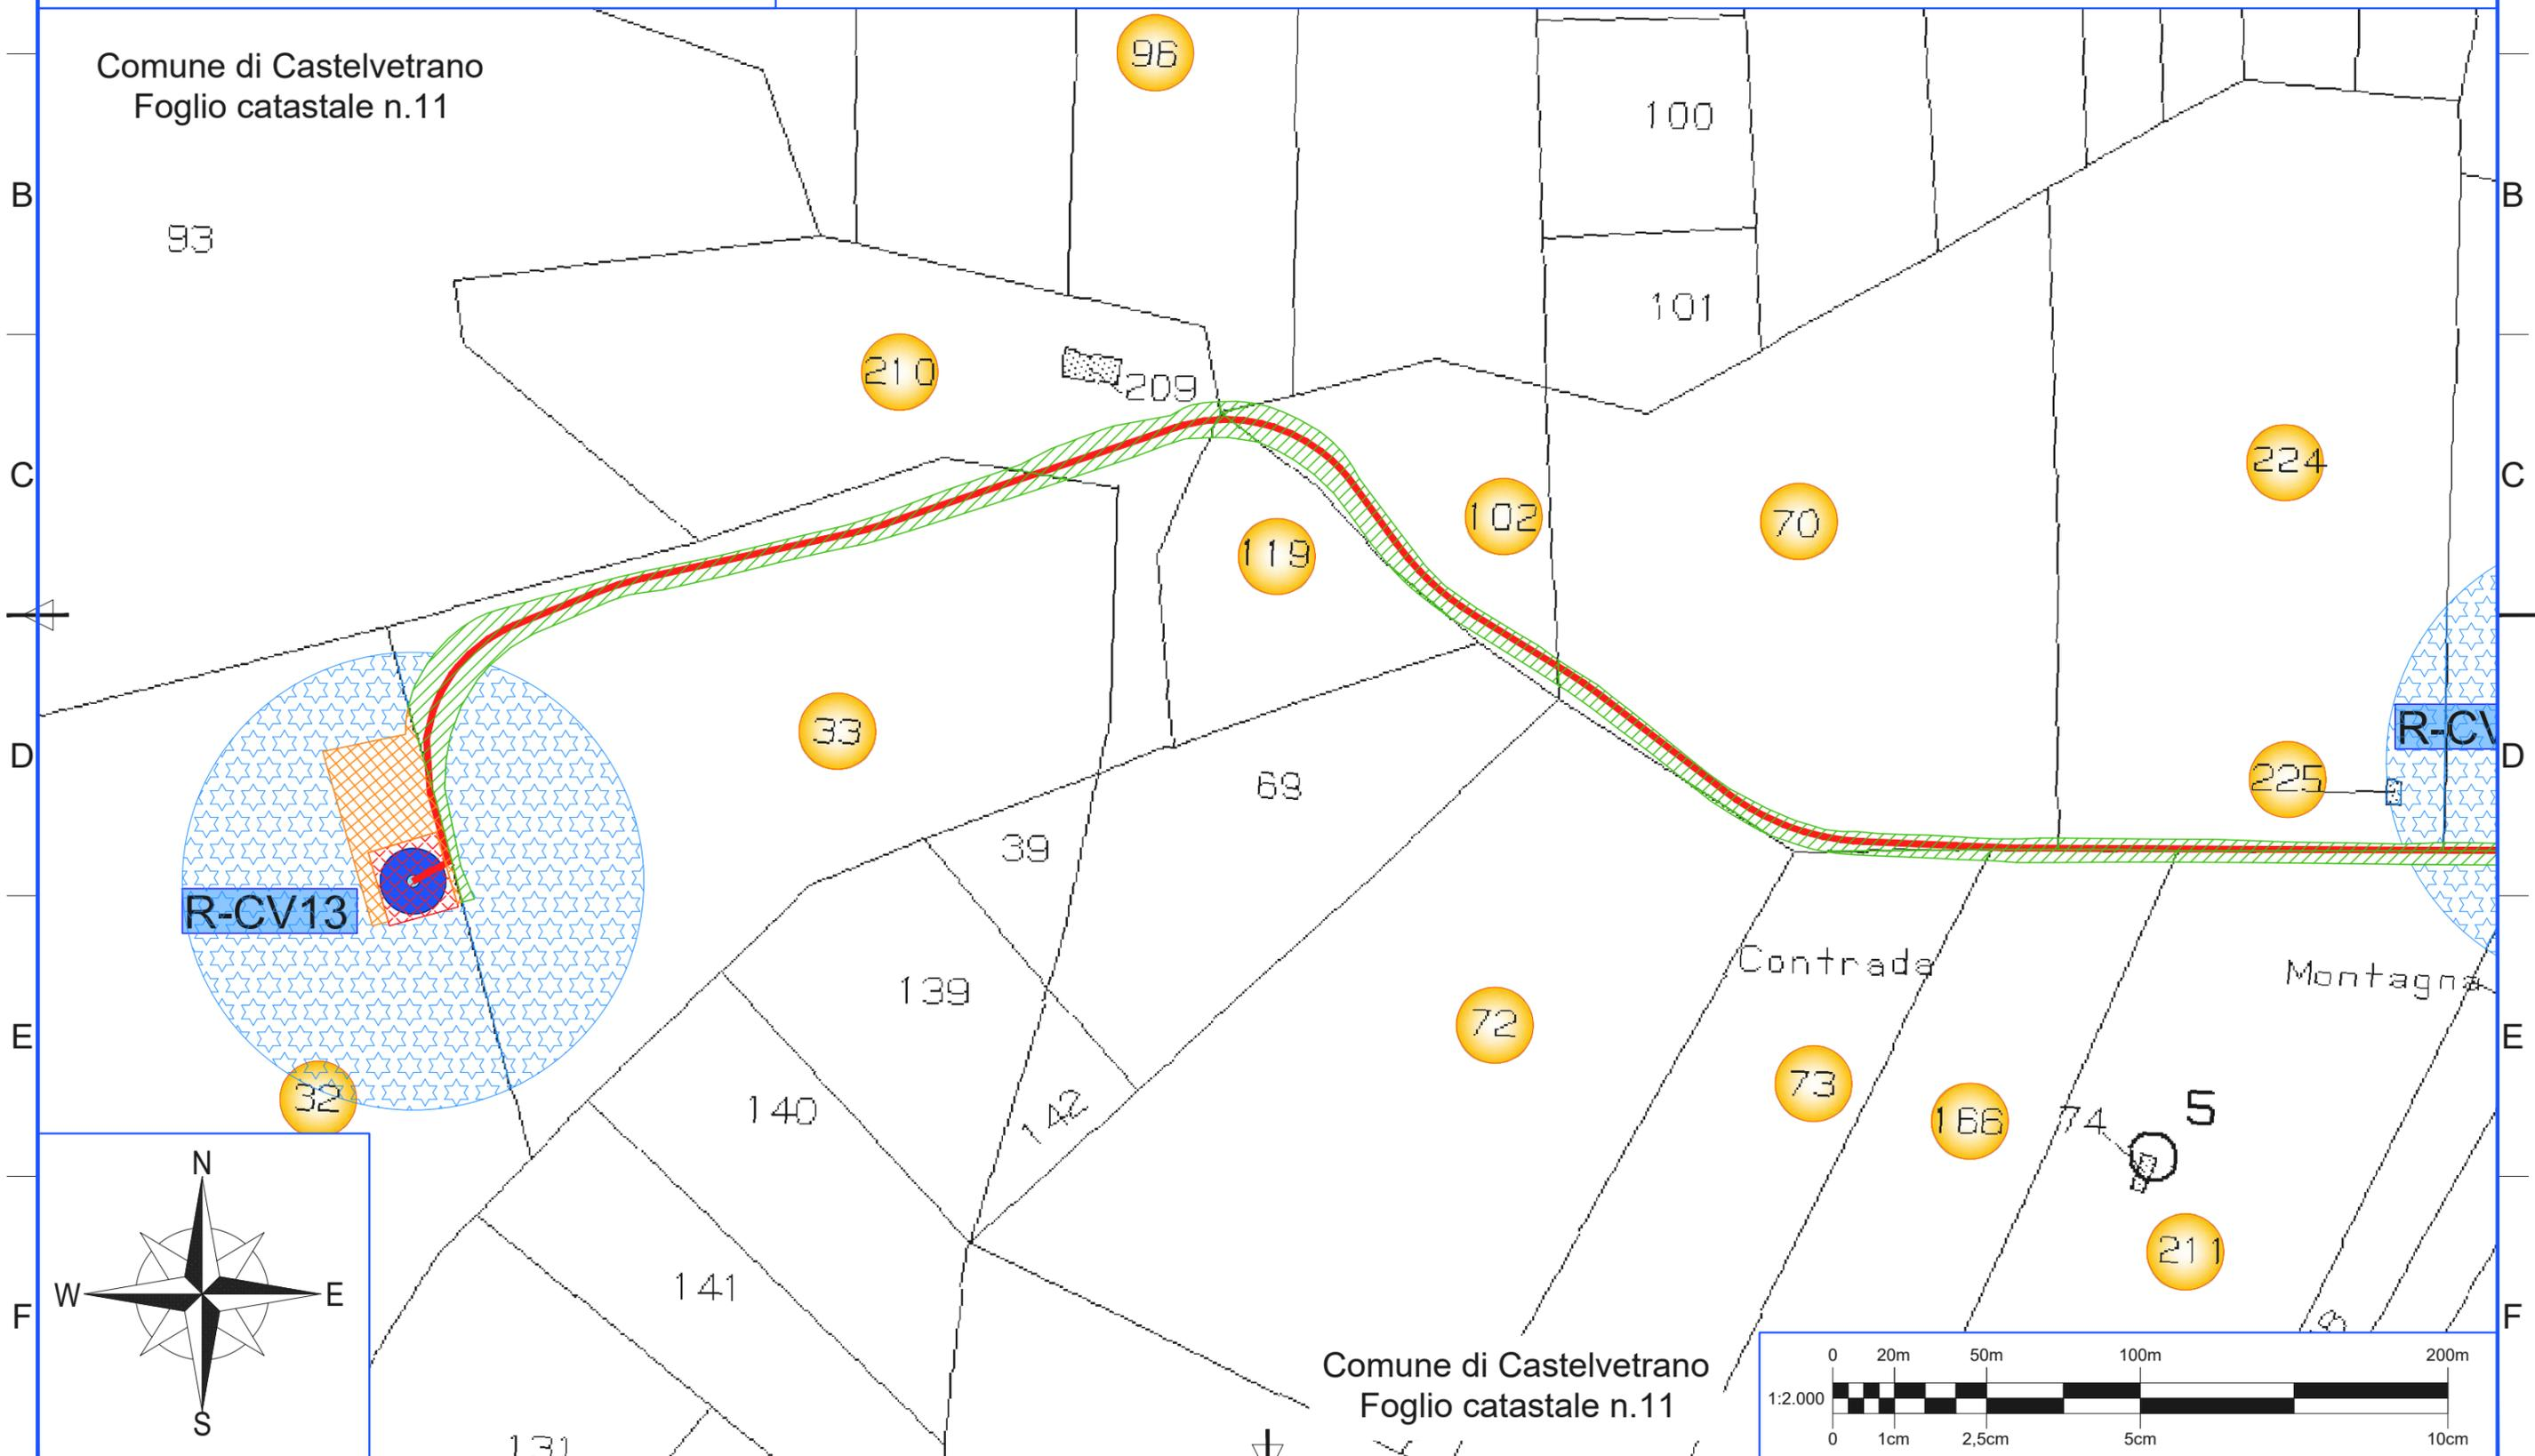 96
Comune di Castelvetrano
Foglio catastale n.11
100
B
B
93
101
210
209
C
C
224
102
70
119
33
R-CV
D
D
225
69
39
R-CV13
Contrada
Montagna
139
72
E
E
73
32
140
142
166
74
5
N
211
141
W
E
F
F
S
Comune di Castelvetrano
Foglio catastale n.11
0 20m 50m 100m 200m
1:2.000
0 1cm 2,5cm 5cm 10cm
131